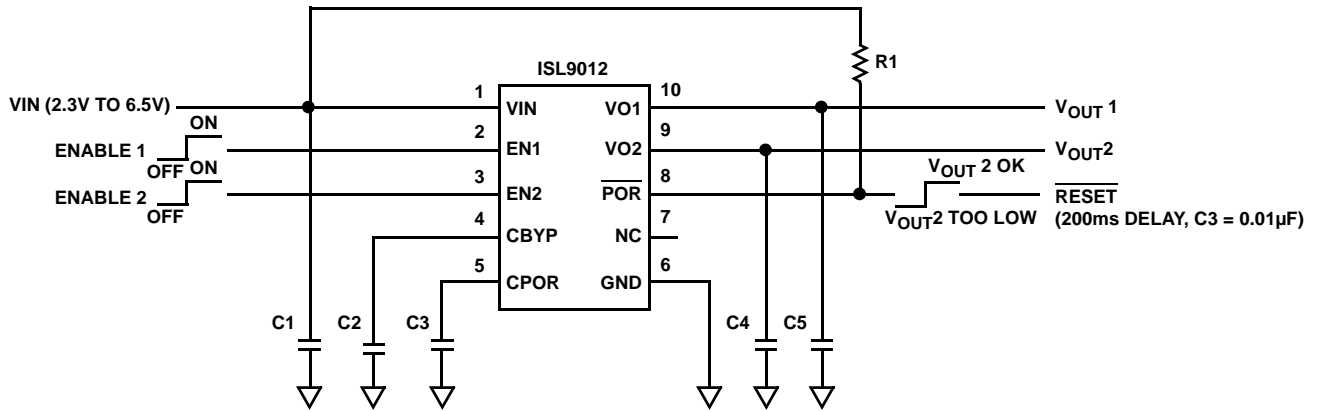 ISL9012
R1
VIN (2.3V TO 6.5V)
1
VIN
VO1
10
VOUT 1
ON
ENABLE 1
OFF
2
EN1
VO2
9
VOUT2
ON
ENABLE 2
OFF
3
EN2
POR
8
VOUT 2 OK
VOUT2 TOO LOW
RESET
(200ms DELAY, C3 = 0.01µF)
4
CBYP
NC
7
5
CPOR
GND
6
C1
C2
C3
C4
C5